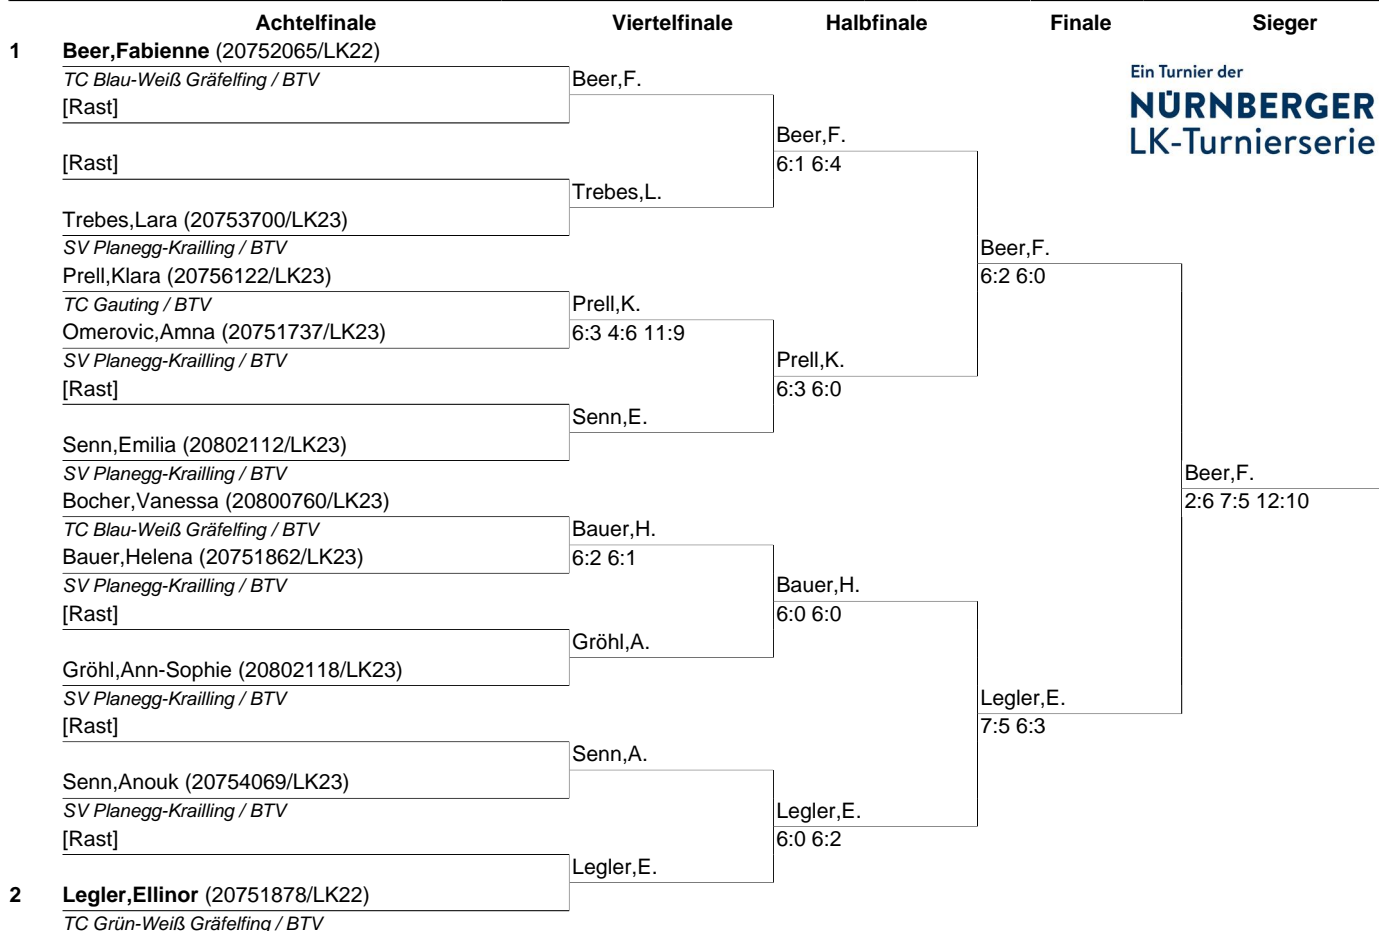 Achtelfinale Viertelfinale Halbfinale Finale Sieger
1 Beer,Fabienne (20752065/LK22)
Ein Turnier der
TC Blau-Weiß Gräfelfing / BTV Beer,F.
[Rast] NÜRNBERGER
Beer,F. LK-Turnierserie
[Rast] 6:1 6:4
Trebes,L.
Trebes,Lara (20753700/LK23)
SV Planegg-Krailling / BTV Beer,F.
Prell,Klara (20756122/LK23) 6:2 6:0
TC Gauting / BTV Prell,K.
Omerovic,Amna (20751737/LK23) 6:3 4:6 11:9
SV Planegg-Krailling / BTV Prell,K.
[Rast] 6:3 6:0
Senn,E.
Senn,Emilia (20802112/LK23)
SV Planegg-Krailling / BTV Beer,F.
Bocher,Vanessa (20800760/LK23) 2:6 7:5 12:10
TC Blau-Weiß Gräfelfing / BTV Bauer,H.
Bauer,Helena (20751862/LK23) 6:2 6:1
SV Planegg-Krailling / BTV Bauer,H.
[Rast] 6:0 6:0
Gröhl,A.
Gröhl,Ann-Sophie (20802118/LK23)
SV Planegg-Krailling / BTV Legler,E.
[Rast] 7:5 6:3
Senn,A.
Senn,Anouk (20754069/LK23)
SV Planegg-Krailling / BTV Legler,E.
[Rast] 6:0 6:2
Legler,E.
2 Legler,Ellinor (20751878/LK22)
TC Grün-Weiß Gräfelfing / BTV